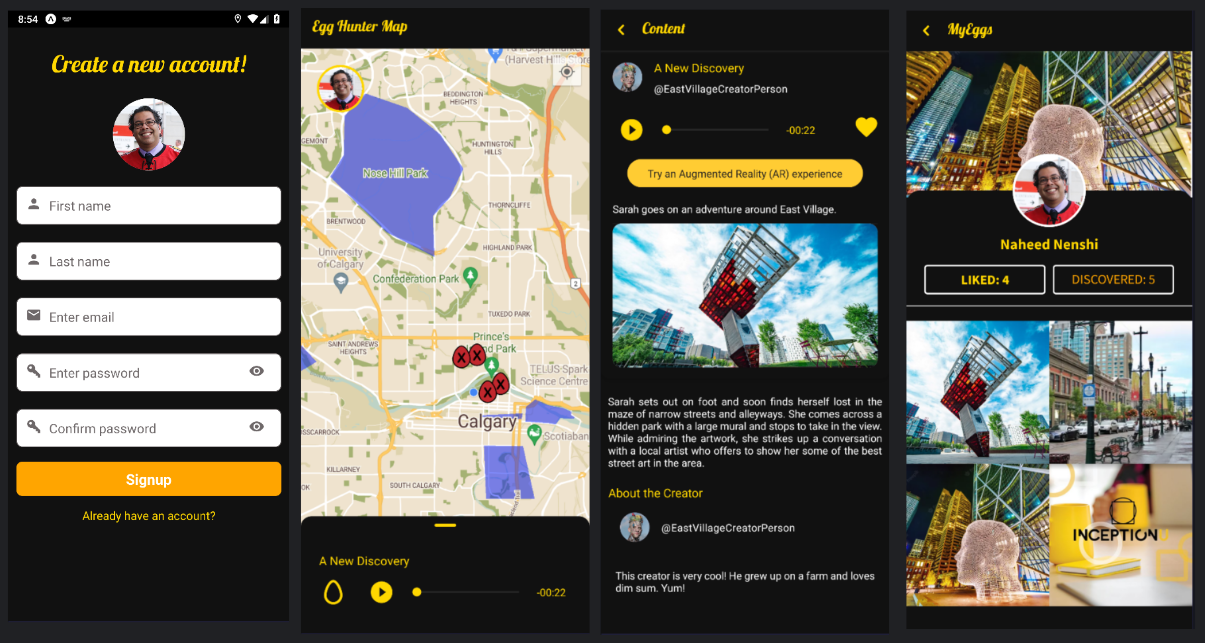 8:54
Create a new account!
First name
Last name
Enter email
Enter password
Confirm password
Signup
Already have an account?
Egg Hunter Map
(Harvest Hill
BEDDINGTON
HEIGHTS
HUNTINGTON
HILLS
Nose Hill Park
THORNCLIFFE
BRENTWOOD
HIGHLAND PARK
University
of Calgary
Confederation Park
2
TUXEDO PARK
SAINT ANDREWS
HEIGHTS
Prince's
Park
TELUS Spark
Science Centre
X X
X X
Calgary
Scotiaban
SCARROW
KILLARNEY
SOUTH CALGARY
A New Discovery
-00:22
Content
A New Discovery
@EastVillageCreatorPerson
-00:22
Try an Augmented Reality (AR) experience
Sarah goes on an adventure around East Village.
Sarah sets out on foot and soon finds herself lost in the
maze of narrow streets and alleyways. She comes across a
hidden park with a large mural and stops to take in the view.
While admiring the artwork, she strikes up a conversation
with a local artist who offers to show her some of the best
street art in the area.
About the Creator
@EastVillageCreatorPerson
This creator is very cool! He grew up on a farm and loves
dim sum. Yum!
MyEggs
Naheed Nenshi
LIKED: 4
DISCOVERED: 5
INCEPTIONU